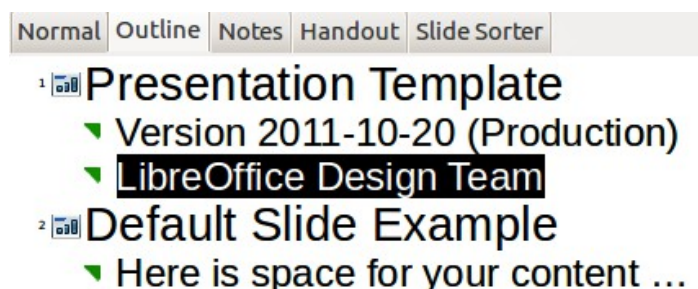 Normal Outline Notes Handout Slide Sorter
1 Presentation Template
Version 2011-10-20 (Production)
LibreOffice Design Team
2 Default Slide Example
Here is space for your content ...